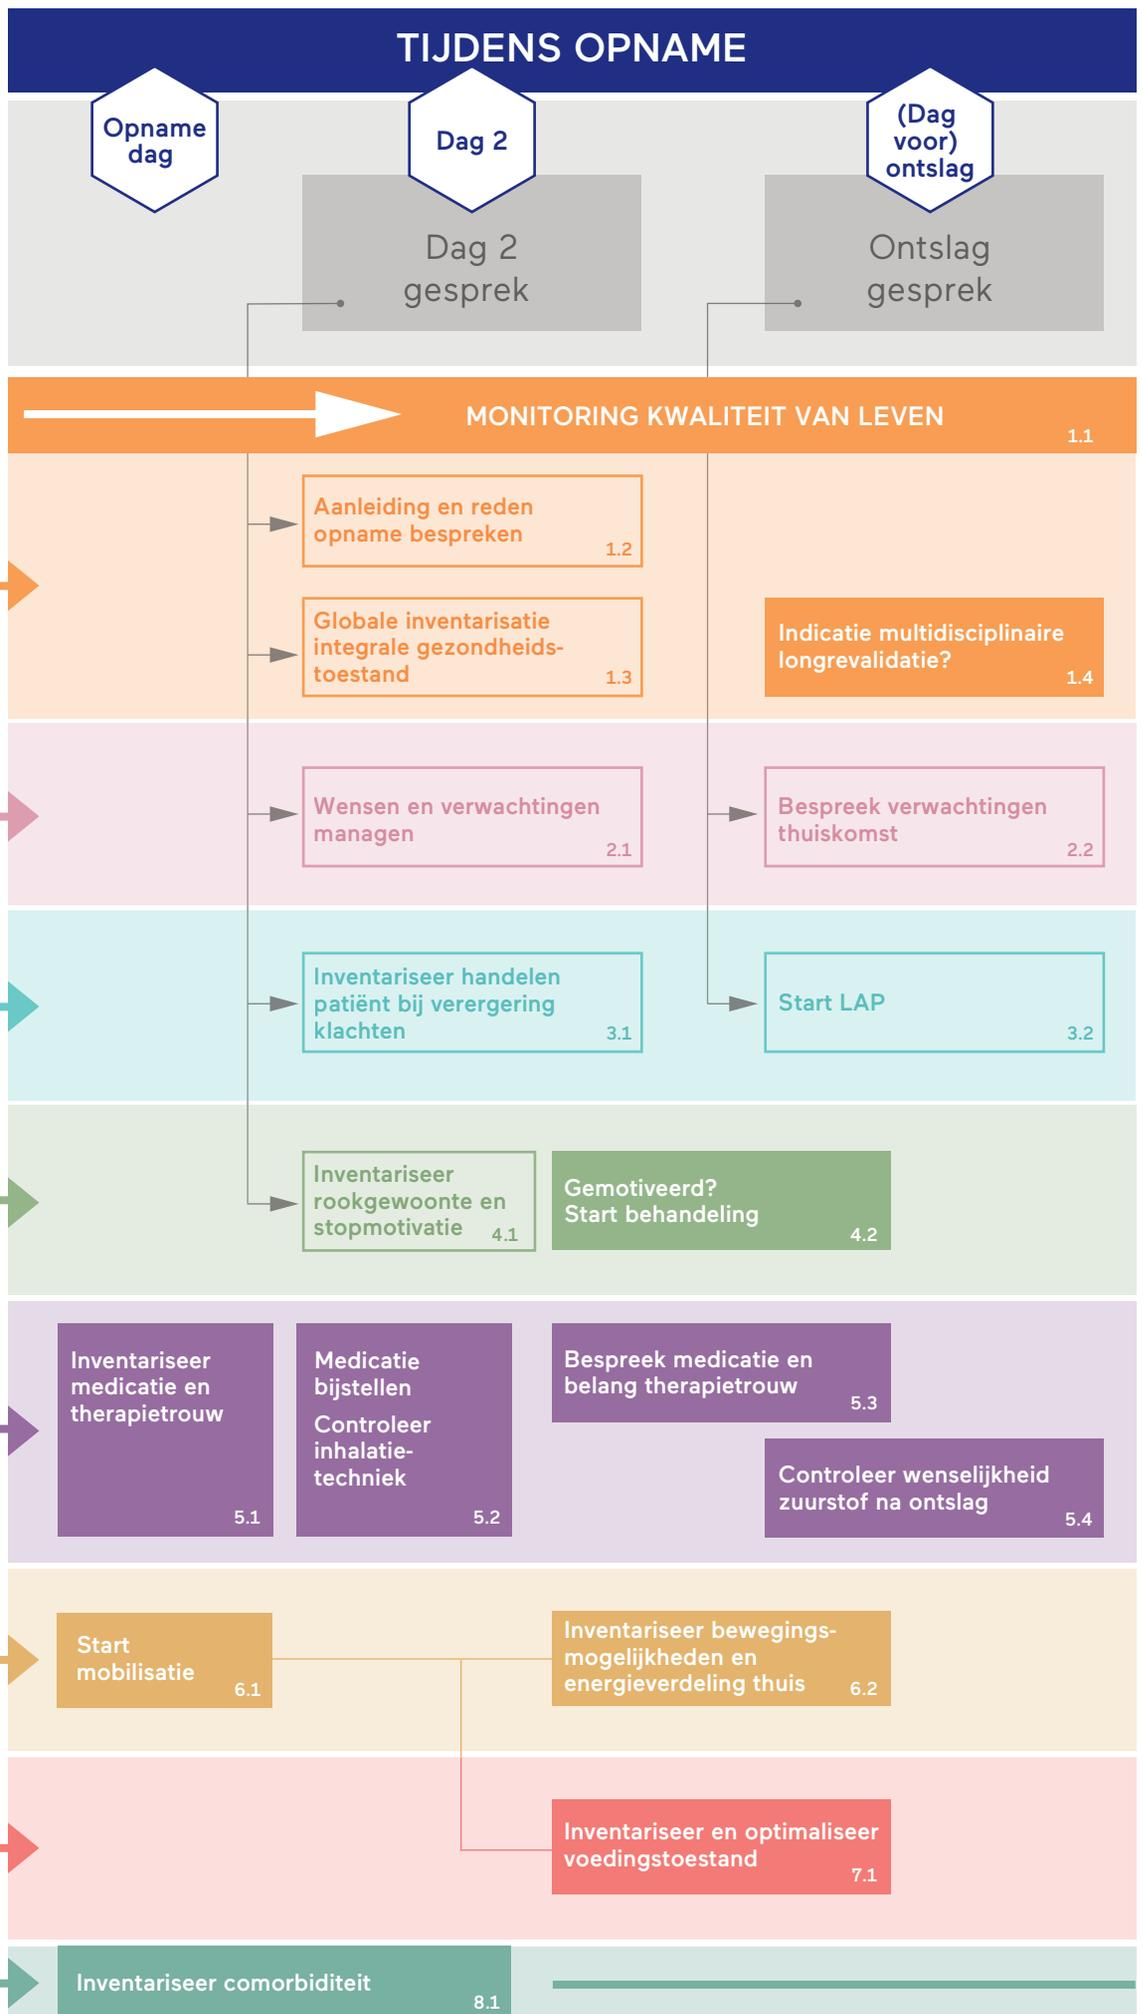 TIJDENS OPNAME
Opname
dag
Dag 2
(Dag
voor)
ontslag
Dag 2
gesprek
Ontslag
gesprek
MONITORING KWALITEIT VAN LEVEN
1.1
Aanleiding en reden
opname bespreken
1.2
Globale inventarisatie
integrale gezondheids-
toestand
1.3
Indicatie multidisciplinaire
longrevalidatie?
1.4
Wensen en verwachtingen
managen
2.1
Bespreek verwachtingen
thuiskomst
2.2
Inventariseer handelen
patiënt bij verergering
klachten
3.1
Start LAP
3.2
Inventariseer
rookgewoonte en
stopmotivatie
4.1
Gemotiveerd?
Start behandeling
4.2
Inventariseer
medicatie en
therapietrouw
5.1
Medicatie
bijstellen
Controleer
inhalatie-
techniek
5.2
Bespreek medicatie en
belang therapietrouw
5.3
Controleer wenselijkheid
zuurstof na ontslag
5.4
Start
mobilisatie
6.1
Inventariseer bewegings-
mogelijkheden en
energieverdeling thuis
6.2
Inventariseer en optimaliseer
voedingstoestand
7.1
Inventariseer comorbiditeit
8.1